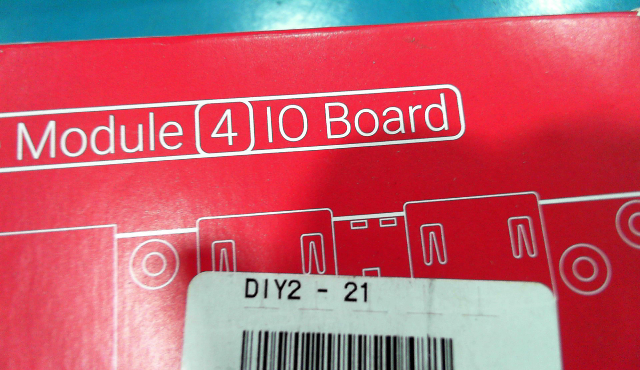 Module 4 IO Board
DIY2 - 21